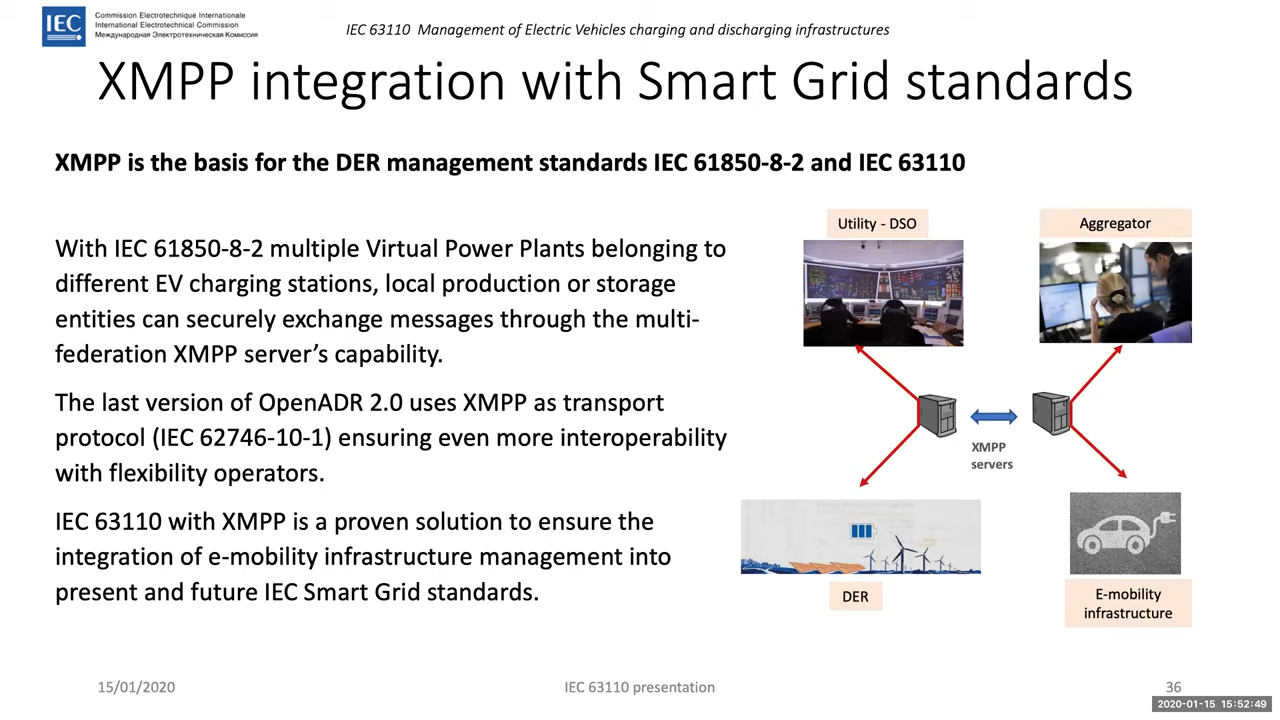 IEC
Commission Electrotechnique Internationale
International Electrotechnical Commission
Международная Электротехническая Комиссия
IEC 63110 Management of Electric Vehicles charging and discharging infrastructures
XMPP integration with Smart Grid standards
XMPP is the basis for the DER management standards IEC 61850-8-2 and IEC 63110
With IEC 61850-8-2 multiple Virtual Power Plants belonging to
different EV charging stations, local production or storage
entities can securely exchange messages through the multi-
federation XMPP server’s capability.
The last version of OpenADR 2.0 uses XMPP as transport
protocol (IEC 62746-10-1) ensuring even more interoperability
with flexibility operators.
IEC 63110 with XMPP is a proven solution to ensure the
integration of e-mobility infrastructure management into
present and future IEC Smart Grid standards.
Utility - DSO
Aggregator
XMPP
servers
DER
E-mobility
infrastructure
15/01/2020
IEC 63110 presentation
36
2020-01-15 15:52:49